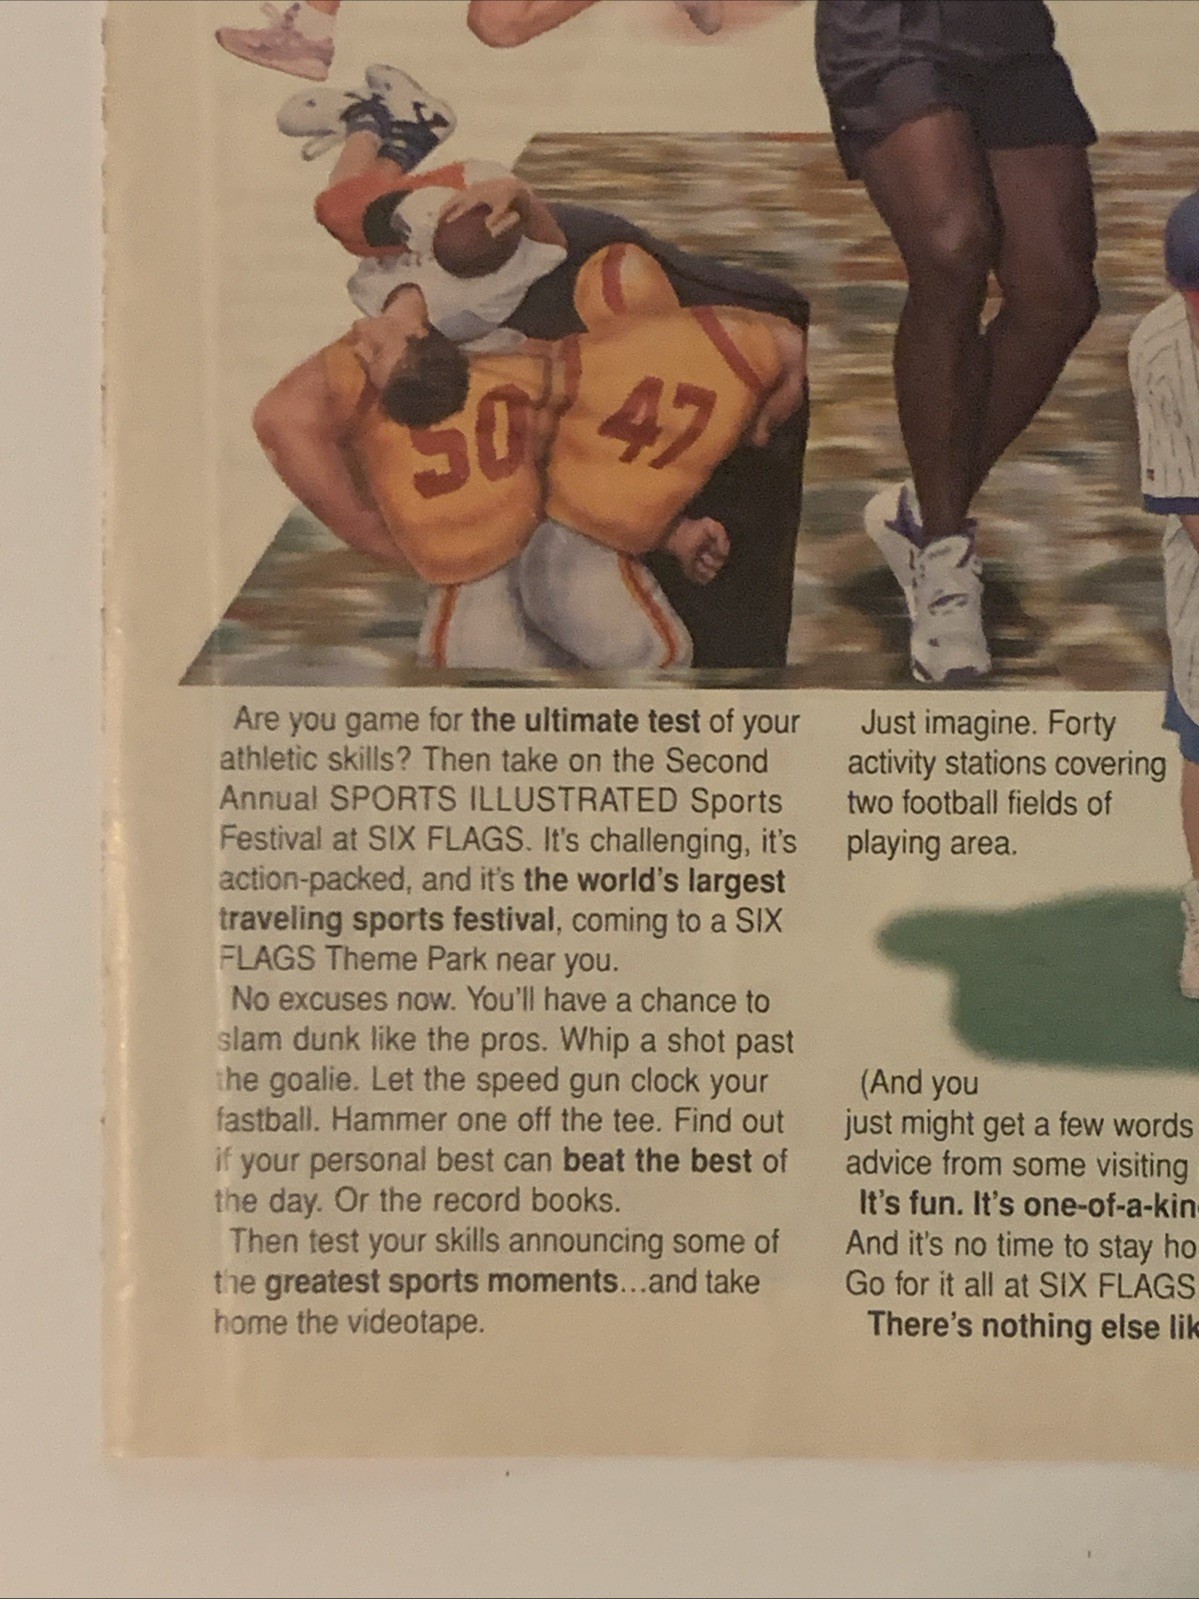 50
47
Are you game for the ultimate test of your
athletic skills? Then take on the Second
Annual SPORTS ILLUSTRATED Sports
Festival at SIX FLAGS. It's challenging, it's
action-packed, and it's the world's largest
traveling sports festival, coming to a SIX
FLAGS Theme Park near you.
No excuses now. You'll have a chance to
slam dunk like the pros. Whip a shot past
the goalie. Let the speed gun clock your
fastball. Hammer one off the tee. Find out
if your personal best can beat the best of
the day. Or the record books.
Then test your skills announcing some of
the greatest sports moments...and take
home the videotape.
Just imagine. Forty
activity stations covering
two football fields of
playing area.
(And you
just might get a few words
advice from some visiting
It's fun. It's one-of-a-kin
And it's no time to stay ho
Go for it all at SIX FLAGS
There's nothing else lik